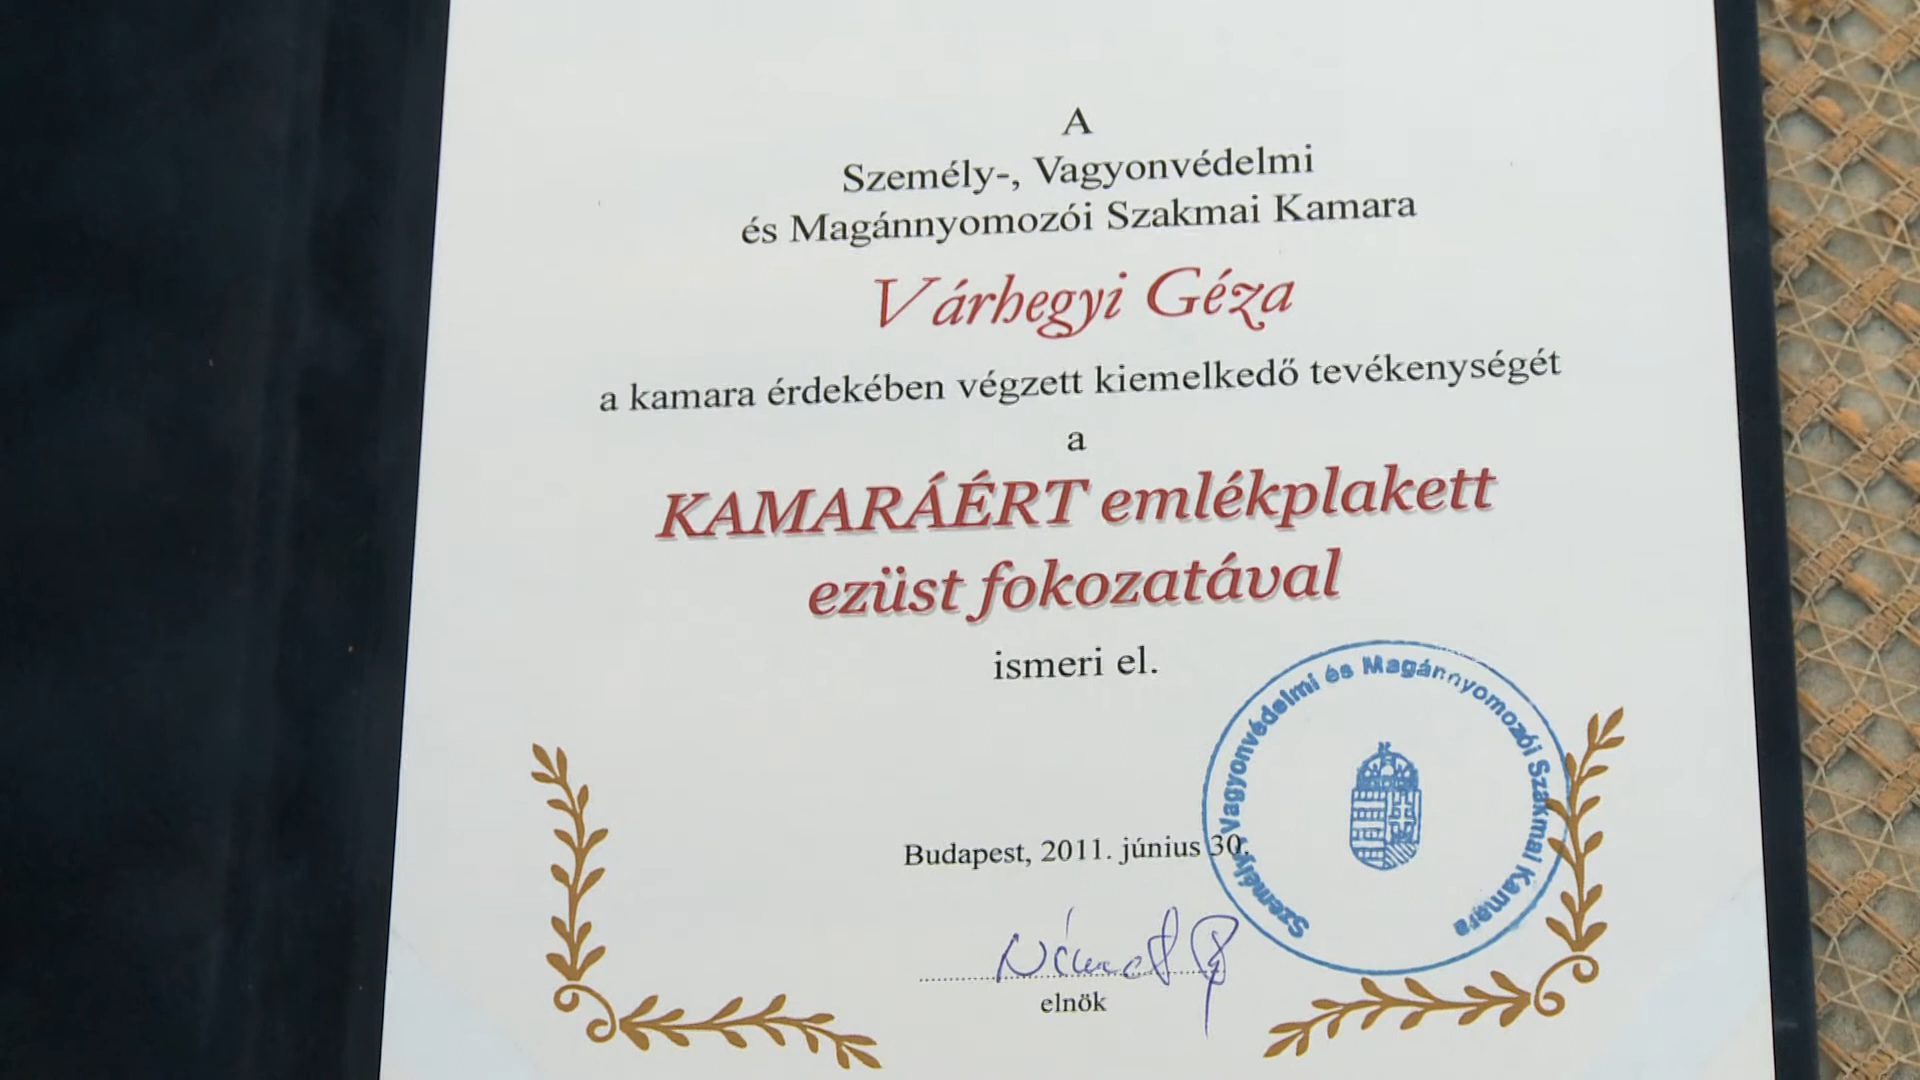 A
Személy-, Vagyonvédelmi
és Magánnyomozói Szakmai Kamara
Várhegyi Géza
a kamara érdekében végzett kiemelkedő tevékenységét
a
KAMARÁÉRT emlékplakett
ezüst fokozatával
ismeri el.
Személy, Vagyonvédelmi és Magánnyomozói Szakmai Kamara
Budapest, 2011. június 30.
elnök